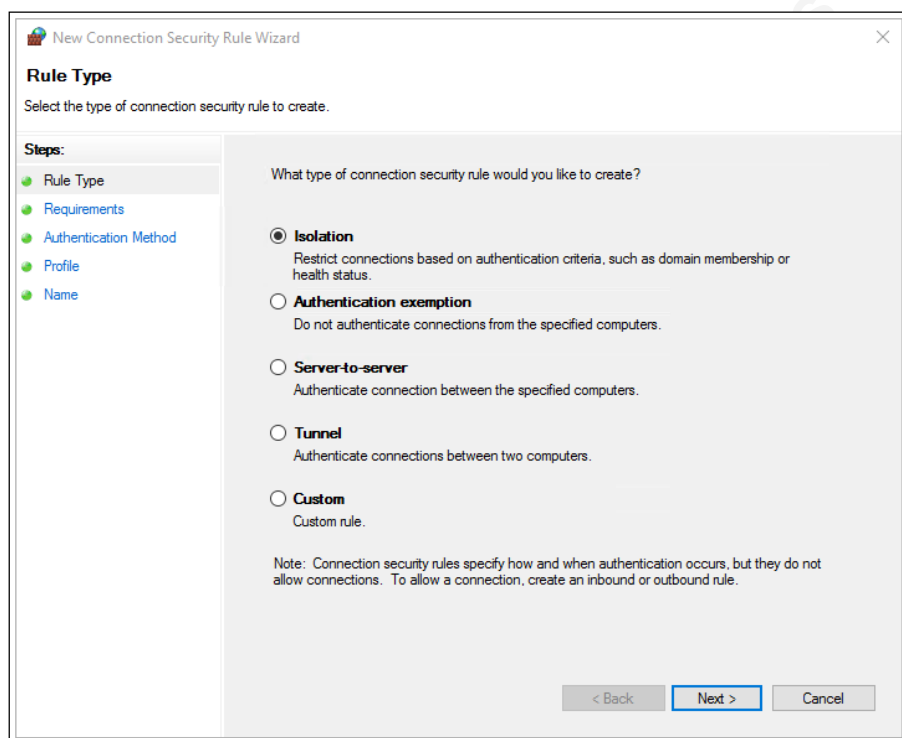 New Connection Security Rule Wizard
Rule Type
Select the type of connection security rule to create.
Steps:
Rule Type
Requirements
Authentication Method
Profile
Name
What type of connection security rule would you like to create?
Isolation
Restrict connections based on authentication criteria, such as domain membership or
health status.
Authentication exemption
Do not authenticate connections from the specified computers.
Server-to-server
Authenticate connection between the specified computers.
Tunnel
Authenticate connections between two computers.
Custom
Custom rule.
Note: Connection security rules specify how and when authentication occurs, but they do not
allow connections. To allow a connection, create an inbound or outbound rule.
< Back
Next >
Cancel